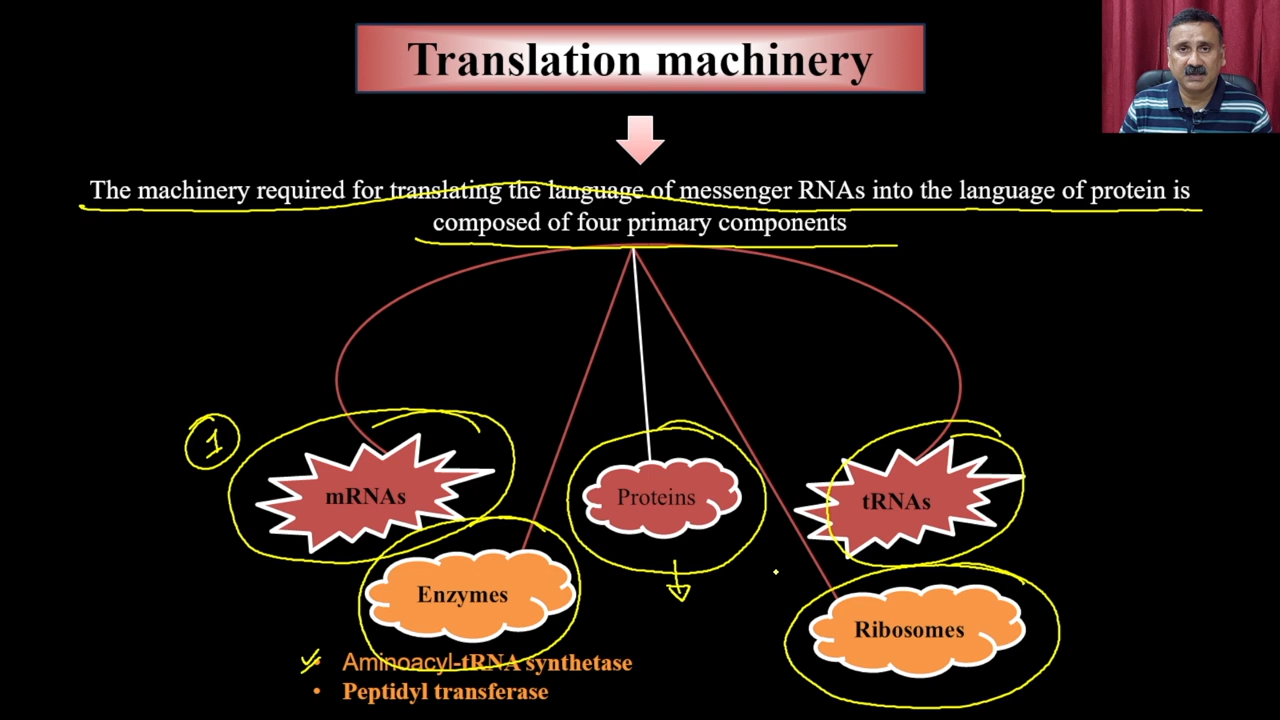 Translation machinery
The machinery required for translating the language of messenger RNAs into the language of protein is
composed of four primary components
1
mRNAs
Proteins
tRNAs
Enzymes
Ribosomes
Aminoacyl-tRNA synthetase
Peptidyl transferase